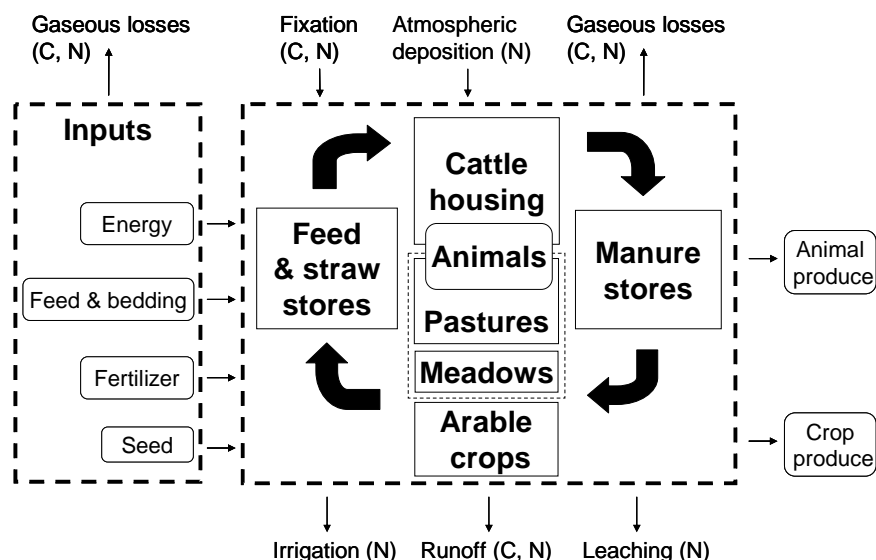 Gaseous losses
(C, N)
Fixation
(C, N)
Atmospheric
deposition (N)
Gaseous losses
(C, N)
Inputs
Energy
Feed & bedding
Fertilizer
Seed
Feed
& straw
stores
Cattle
housing
Animals
Pastures
Meadows
Arable
crops
Manure
stores
Animal
produce
Crop
produce
Irrigation (N)
Runoff (C, N)
Leaching (N)